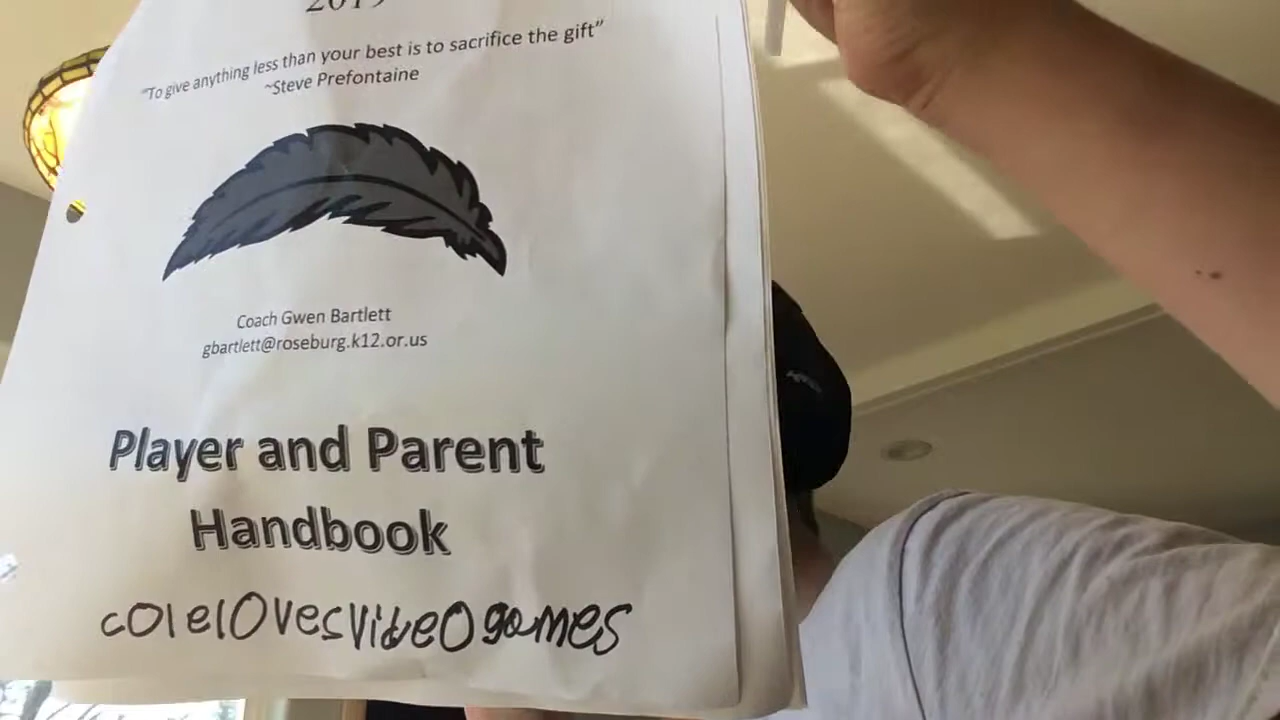 2019
"To give anything less than your best is to sacrifice the gift"
~Steve Prefontaine
Coach Gwen Bartlett
gbartlett@roseburg.k12.or.us
Player and Parent
Handbook
colelovesvideogames